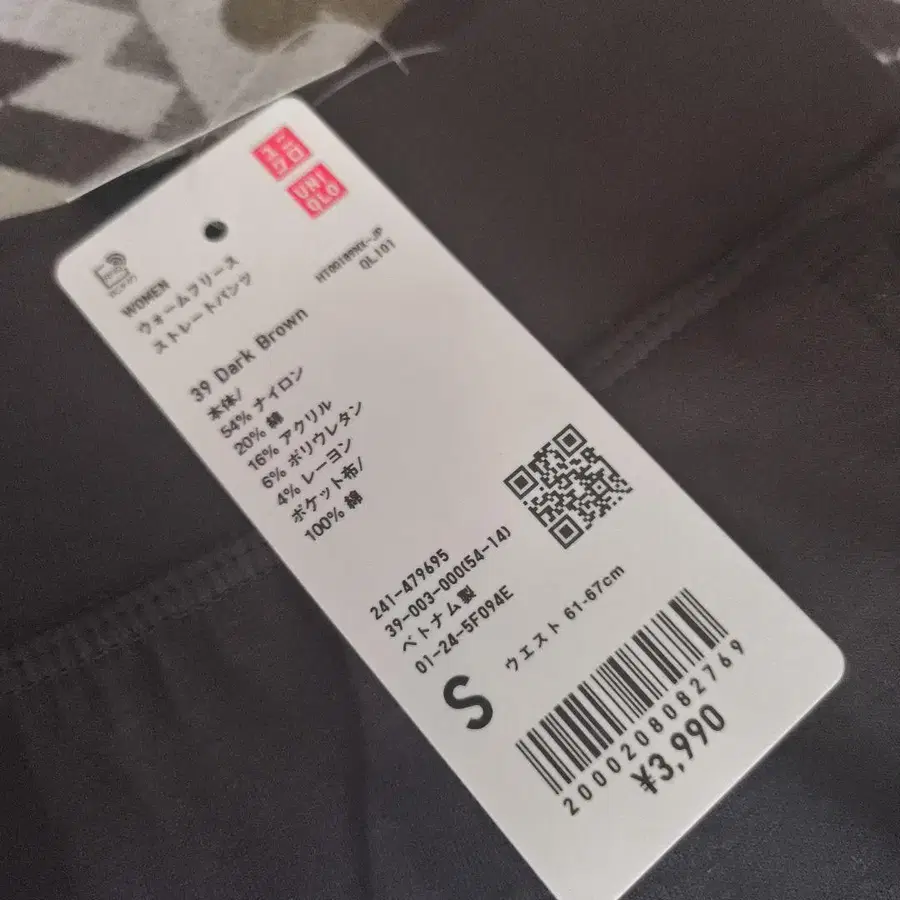 ユニ
クロ
UNI
QLO
WOMEN
ウォームフリース
ストレートパンツ
QL101
39 Dark Brown
本体/
54% ナイロン
20% 綿
16% アクリル
6% ポリウレタン
4% レーヨン
ポケット布/
100% 綿
241-479695
39-003-000(54-14)
ベトナム製
01-24-5F094E
S
ウエスト 61-67cm
2000208082769
¥3,990